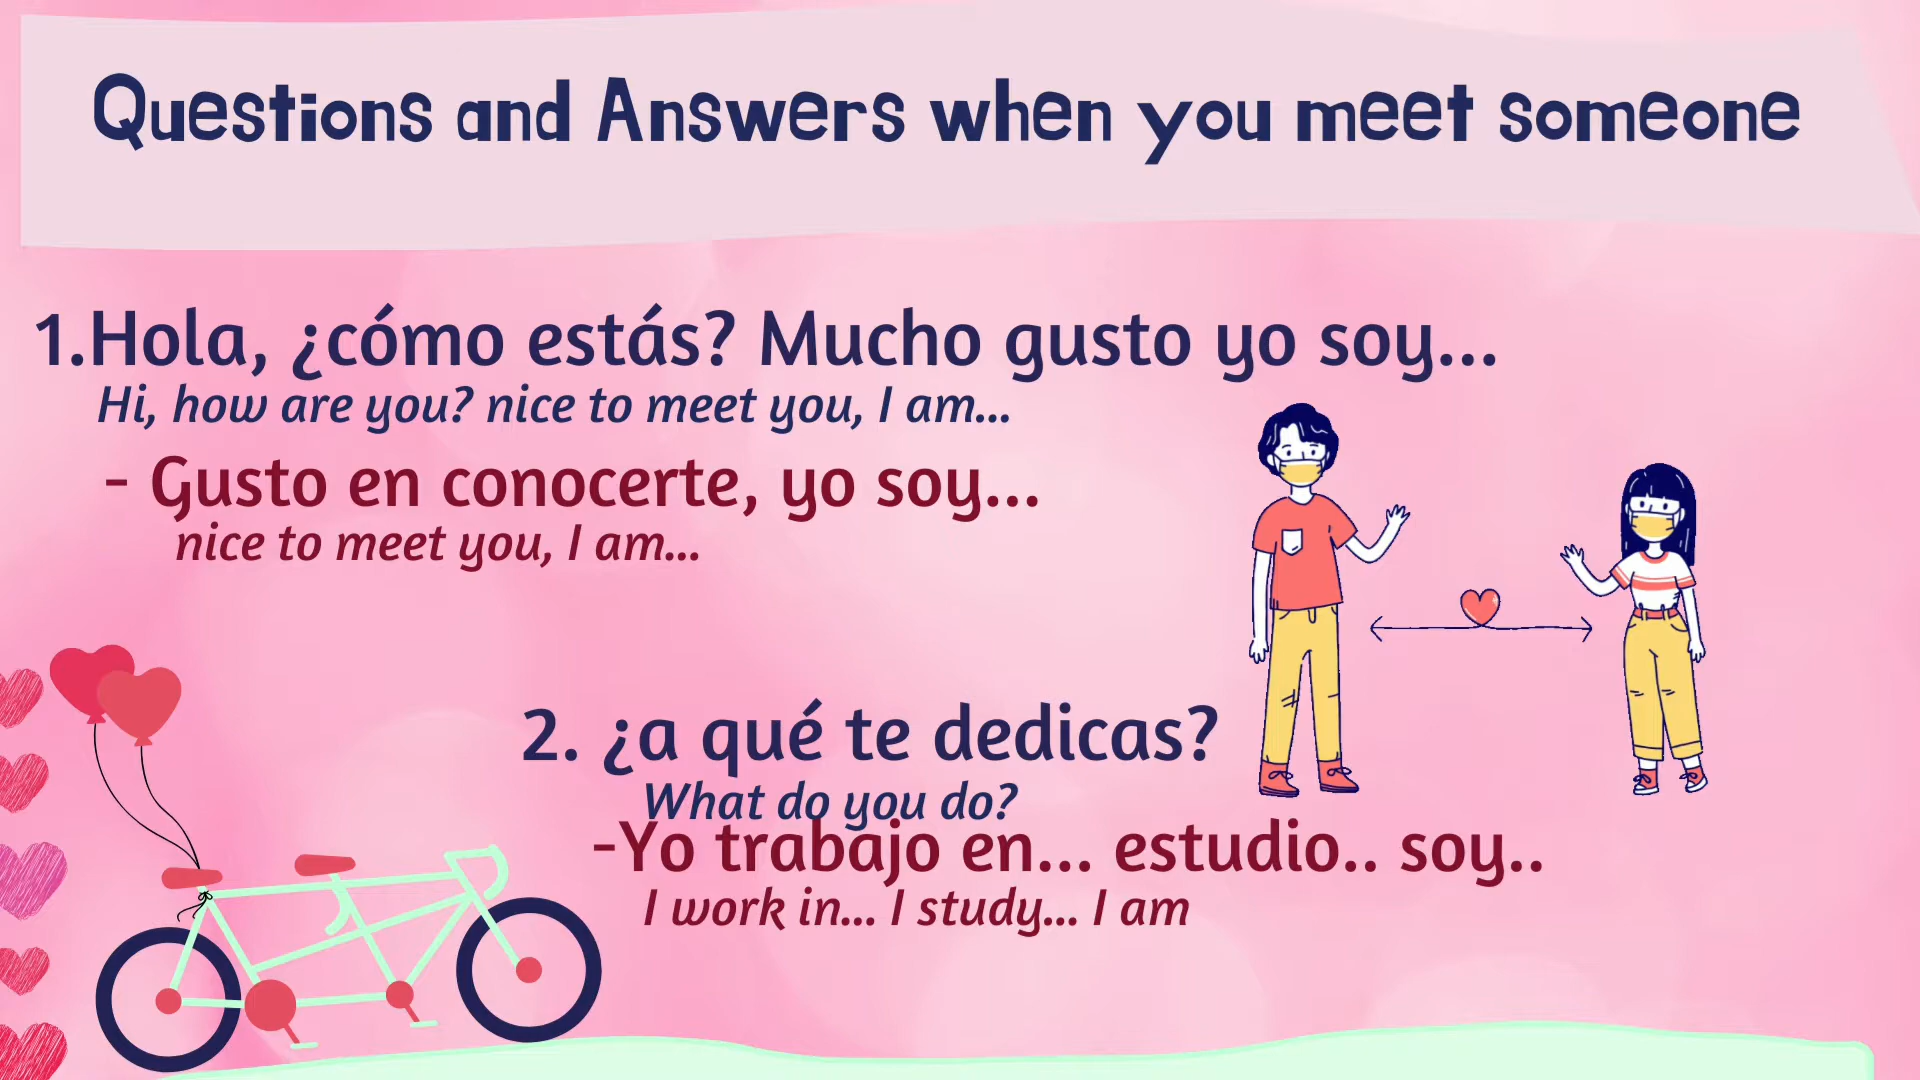 Questions and Answers when you meet someone
1.Hola, ¿cómo estás? Mucho gusto yo soy...
Hi, how are you? nice to meet you, I am...
- Gusto en conocerte, yo soy...
nice to meet you, I am...
2. ¿a qué te dedicas?
What do you do?
-Yo trabajo en... estudio.. soy..
I work in... I study... I am